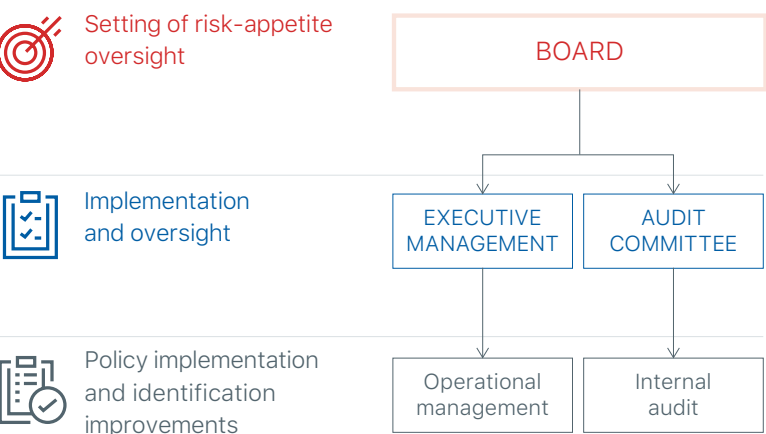 Setting of risk-appetite
oversight
BOARD
Implementation
and oversight
EXECUTIVE
MANAGEMENT
AUDIT
COMMITTEE
Policy implementation
and identification
improvements
Operational
management
Internal
audit